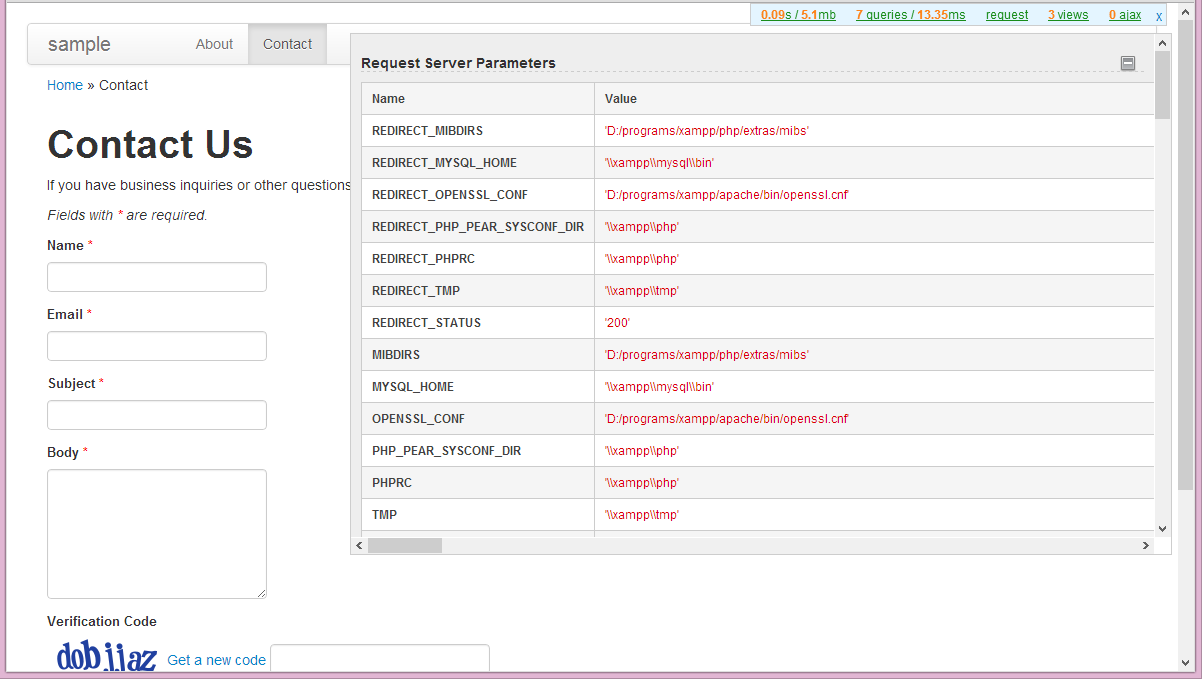 0.09s / 5.1mb 7 queries / 13.35ms request 3 views 0 ajax x
sample About Contact
Home » Contact
Contact Us
If you have business inquiries or other questions
Fields with * are required.
Name *
Email *
Subject *
Body *
Verification Code
Get a new code
Request Server Parameters
Name Value
REDIRECT_MIBDIRS 'D:/programs/xampp/php/extras/mibs'
REDIRECT_MYSQL_HOME '\\xampp\\mysql\\bin'
REDIRECT_OPENSSL_CONF 'D:/programs/xampp/apache/bin/openssl.cnf'
REDIRECT_PHP_PEAR_SYSCONF_DIR '\\xampp\\php'
REDIRECT_PHPRC '\\xampp\\php'
REDIRECT_TMP '\\xampp\\tmp'
REDIRECT_STATUS '200'
MIBDIRS 'D:/programs/xampp/php/extras/mibs'
MYSQL_HOME '\\xampp\\mysql\\bin'
OPENSSL_CONF 'D:/programs/xampp/apache/bin/openssl.cnf'
PHP_PEAR_SYSCONF_DIR '\\xampp\\php'
PHPRC '\\xampp\\php'
TMP '\\xampp\\tmp'